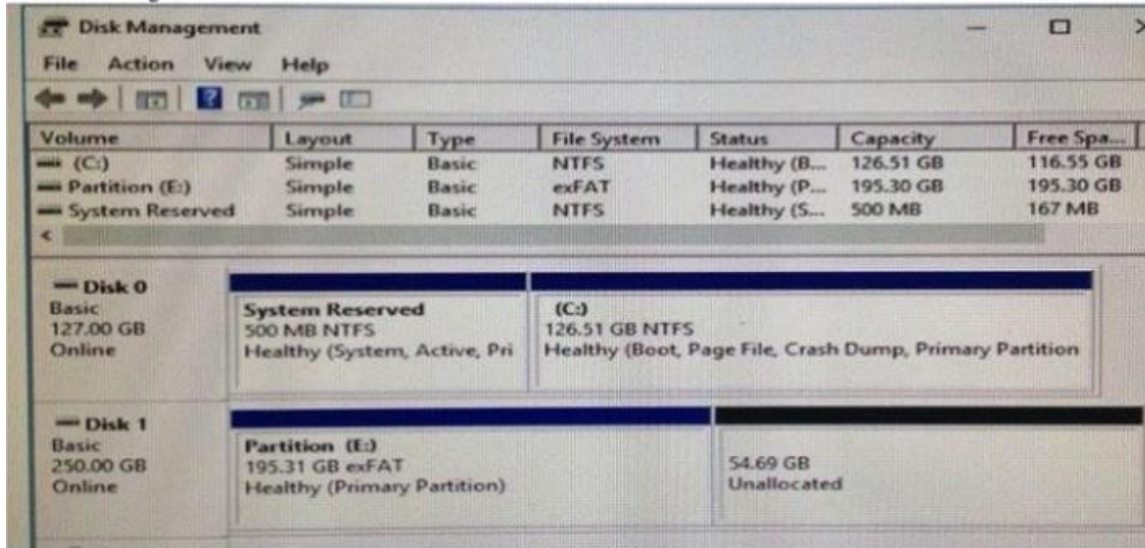 Disk Management
File Action View Help
Volume Layout Type File System Status Capacity Free Spa...
(C:) Simple Basic NTFS Healthy (B... 126.51 GB 116.55 GB
Partition (E:) Simple Basic exFAT Healthy (P... 195.30 GB 195.30 GB
System Reserved Simple Basic NTFS Healthy (S... 500 MB 167 MB
Disk 0
Basic
127.00 GB
Online
System Reserved
500 MB NTFS
Healthy (System, Active, Pri
(C:)
126.51 GB NTFS
Healthy (Boot, Page File, Crash Dump, Primary Partition
Disk 1
Basic
250.00 GB
Online
Partition (E:)
195.31 GB exFAT
Healthy (Primary Partition)
54.69 GB
Unallocated